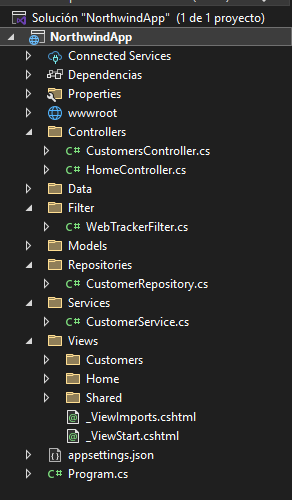 Solución "NorthwindApp" (1 de 1 proyecto)
NorthwindApp
Connected Services
Dependencias
Properties
wwwroot
Controllers
C# CustomersController.cs
C# HomeController.cs
Data
Filter
C# WebTrackerFilter.cs
Models
Repositories
C# CustomerRepository.cs
Services
C# CustomerService.cs
Views
Customers
Home
Shared
_ViewImports.cshtml
_ViewStart.cshtml
appsettings.json
C# Program.cs